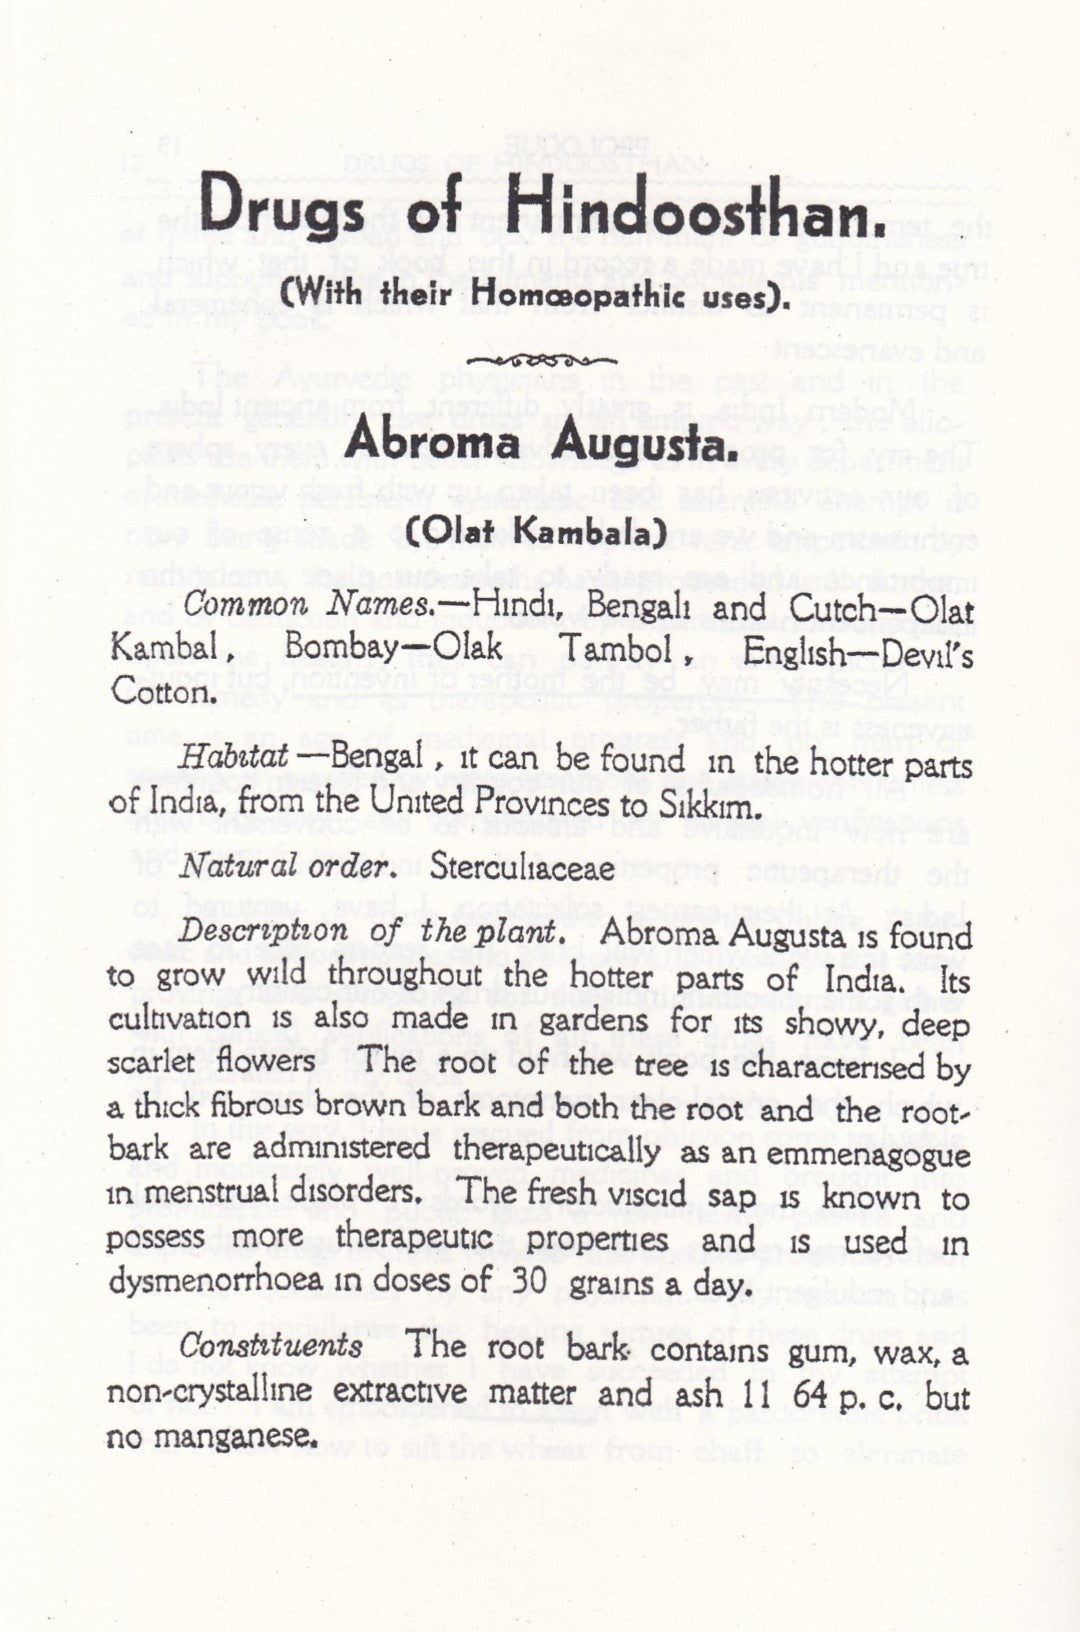 Drugs of Hindoosthan.
(With their Homœopathic uses).
Abroma Augusta.
(Olat Kambala)
Common Names.—Hindi, Bengali and Cutch—Olat
Kambal, Bombay—Olak Tambol, English—Devil's
Cotton.
Habitat—Bengal, it can be found in the hotter parts
of India, from the United Provinces to Sikkim.
Natural order. Sterculiaceae
Description of the plant. Abroma Augusta is found
to grow wild throughout the hotter parts of India. Its
cultivation is also made in gardens for its showy, deep
scarlet flowers The root of the tree is characterised by
a thick fibrous brown bark and both the root and the root-
bark are administered therapeutically as an emmenagogue
in menstrual disorders. The fresh viscid sap is known to
possess more therapeutic properties and is used in
dysmenorrhoea in doses of 30 grains a day.
Constituents The root bark contains gum, wax, a
non-crystalline extractive matter and ash 11 64 p. c. but
no manganese.